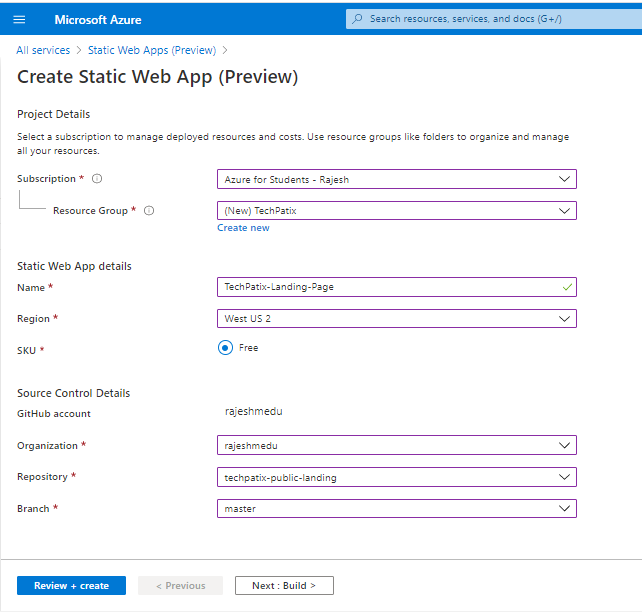 Microsoft Azure
Search resources, services, and docs (G+/)
All services > Static Web Apps (Preview) >
Create Static Web App (Preview)
Project Details
Select a subscription to manage deployed resources and costs. Use resource groups like folders to organize and manage
all your resources.
Subscription *
Azure for Students - Rajesh
Resource Group *
(New) TechPatix
Create new
Static Web App details
Name *
TechPatix-Landing-Page
Region *
West US 2
SKU *
Free
Source Control Details
GitHub account
rajeshmedu
Organization *
rajeshmedu
Repository *
techpatix-public-landing
Branch *
master
Review + create
< Previous
Next : Build >